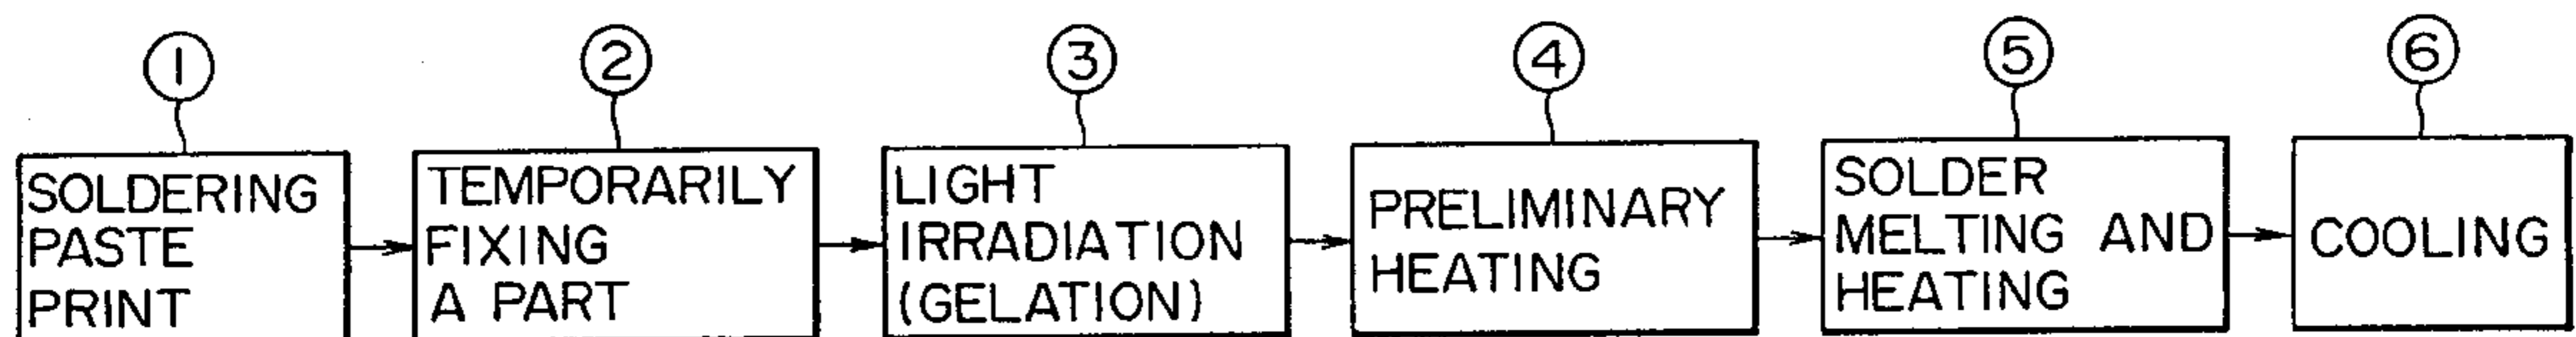 ① ② ③ ④ ⑤ ⑥
SOLDERING
PASTE
PRINT
TEMPORARILY
FIXING
A PART
LIGHT
IRRADIATION
(GELATION)
PRELIMINARY
HEATING
SOLDER
MELTING AND
HEATING
COOLING